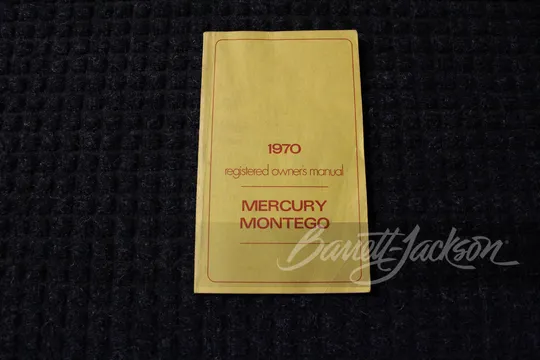 1970
registered owner's manual
MERCURY
MONTEGO
Barrett-Jackson